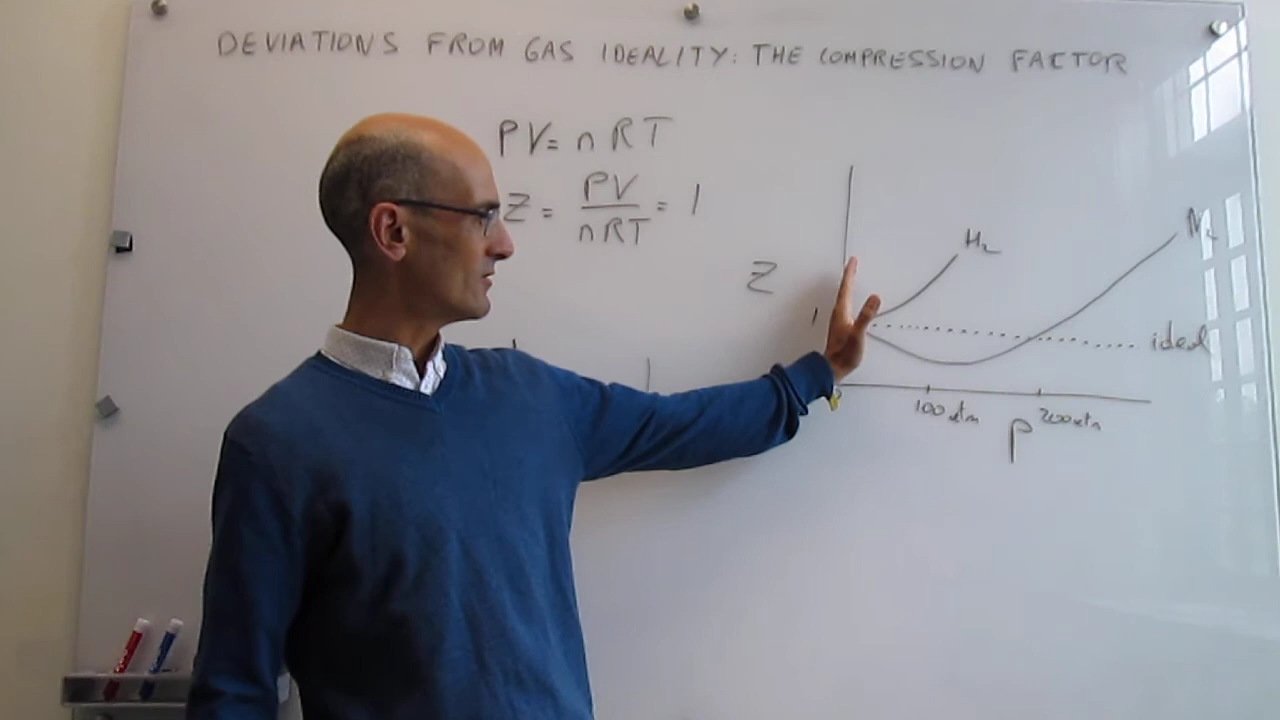 DEVIATIONS FROM GAS IDEALITY: THE COMPRESSION FACTOR
PV = nRT
Z = PV / nRT = 1
Z
1
H₂
N₂
ideal
100 atm
200 atm
P